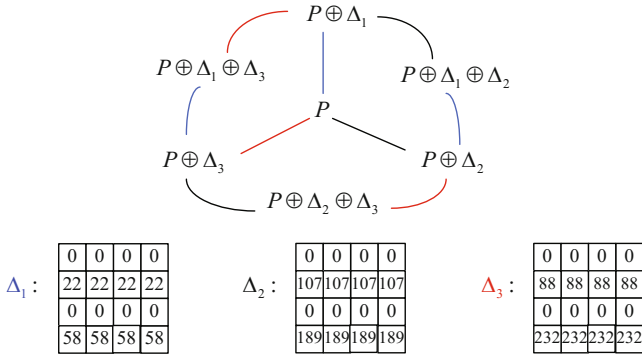 P ⊕ Δ₁
P ⊕ Δ₁ ⊕ Δ₃
P ⊕ Δ₁ ⊕ Δ₂
P
P ⊕ Δ₃
P ⊕ Δ₂
P ⊕ Δ₂ ⊕ Δ₃
Δ₁ :
0 0 0 0
22 22 22 22
0 0 0 0
58 58 58 58
Δ₂ :
0 0 0 0
107 107 107 107
0 0 0 0
189 189 189 189
Δ₃ :
0 0 0 0
88 88 88 88
0 0 0 0
232 232 232 232